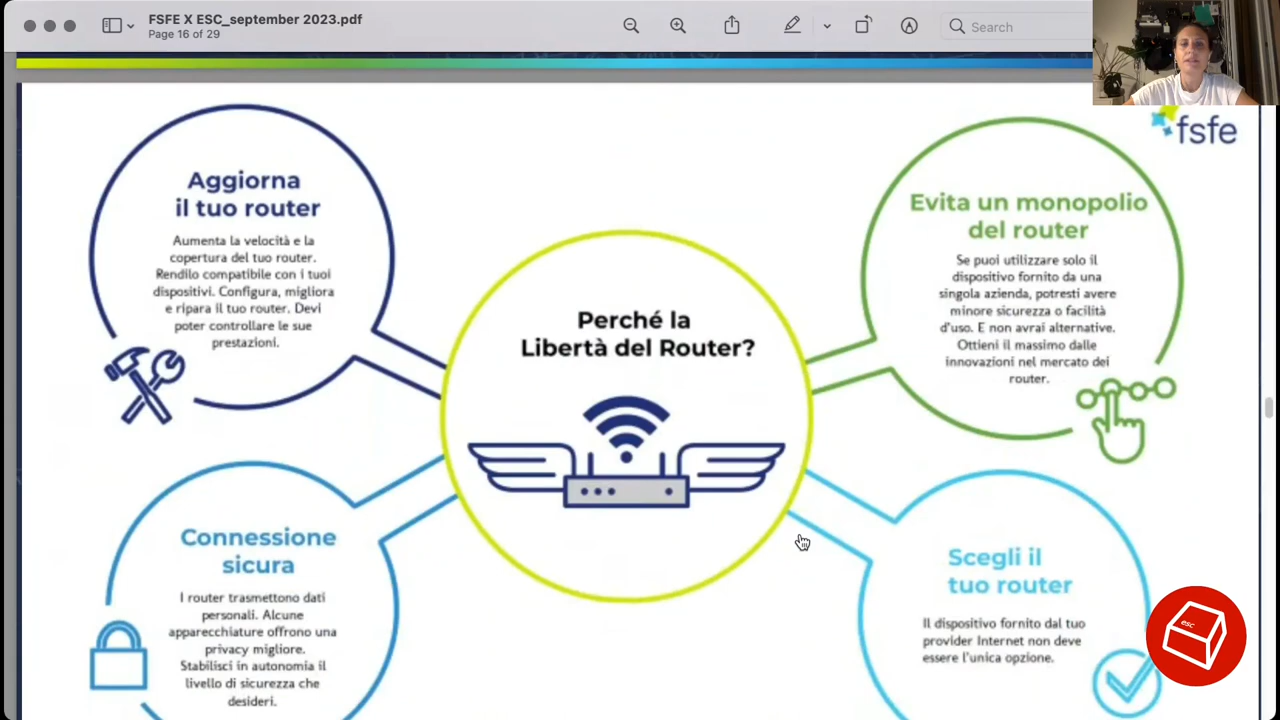 FSFE X ESC_september 2023.pdf
Page 16 of 29
Search
fsfe
Aggiorna
il tuo router
Aumenta la velocità e la
copertura del tuo router.
Rendilo compatibile con i tuoi
dispositivi. Configura, migliora
e ripara il tuo router. Devi
poter controllare le sue
prestazioni.
Evita un monopolio
del router
Se puoi utilizzare solo il
dispositivo fornito da una
singola azienda, potresti avere
minore sicurezza o facilità
d'uso. E non avrai alternative.
Ottieni il massimo dalle
innovazioni nel mercato dei
router.
Perché la
Libertà del Router?
Connessione
sicura
I router trasmettono dati
personali. Alcune
apparecchiature offrono una
privacy migliore.
Stabilisci in autonomia il
livello di sicurezza che
desideri.
Scegli il
tuo router
Il dispositivo fornito dal tuo
provider Internet non deve
essere l'unica opzione.
esc